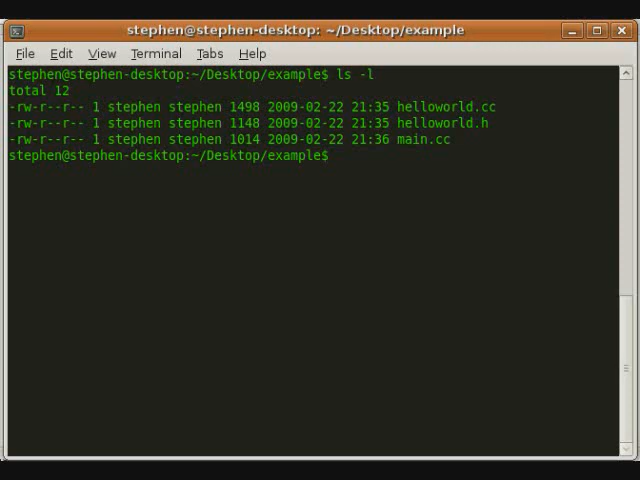 stephen@stephen-desktop: ~/Desktop/example
File Edit View Terminal Tabs Help
stephen@stephen-desktop:~/Desktop/example$ ls -l
total 12
-rw-r--r-- 1 stephen stephen 1498 2009-02-22 21:35 helloworld.cc
-rw-r--r-- 1 stephen stephen 1148 2009-02-22 21:35 helloworld.h
-rw-r--r-- 1 stephen stephen 1014 2009-02-22 21:36 main.cc
stephen@stephen-desktop:~/Desktop/example$